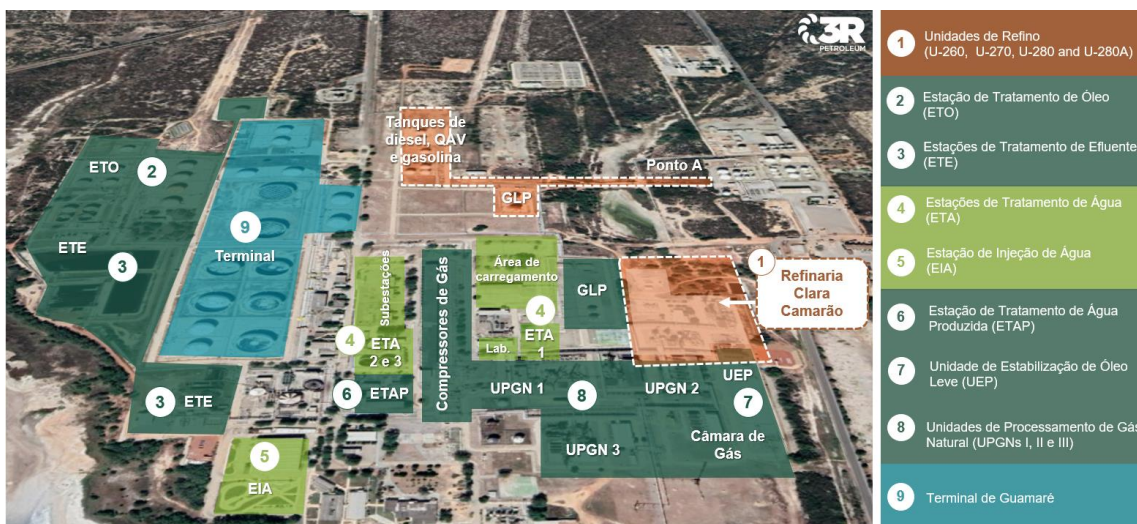 3R
PETROLEUM
Tanques de
diesel, QAV
e gasolina
Ponto A
GLP
ETO
2
ETE
3
9
Terminal
3
ETE
5
EIA
Subestações
4
ETA
2 e 3
6
ETAP
Compressores de Gás
Área de
carregamento
4
Lab.
ETA
1
GLP
1
Refinaria
Clara
Camarão
UPGN 1
8
UPGN 2
UEP
7
UPGN 3
Câmara de
Gás
1
Unidades de Refino
(U-260, U-270, U-280 and U-280A)
2
Estação de Tratamento de Óleo
(ETO)
3
Estações de Tratamento de Efluente
(ETE)
4
Estações de Tratamento de Água
(ETA)
5
Estação de Injeção de Água
(EIA)
6
Estação de Tratamento de Água
Produzida (ETAP)
7
Unidade de Estabilização de Óleo
Leve (UEP)
8
Unidades de Processamento de Gás
Natural (UPGNs I, II e III)
9
Terminal de Guamaré